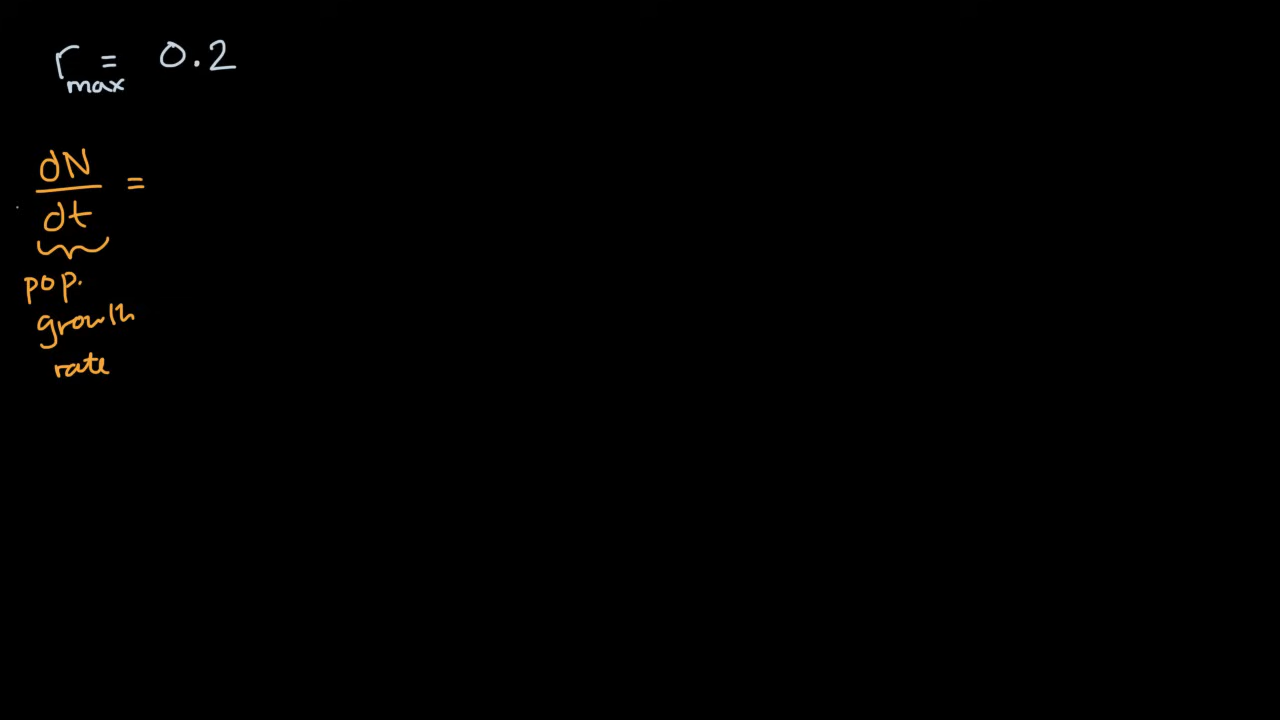 r_max = 0.2
dN/dt =
pop.
growth
rate